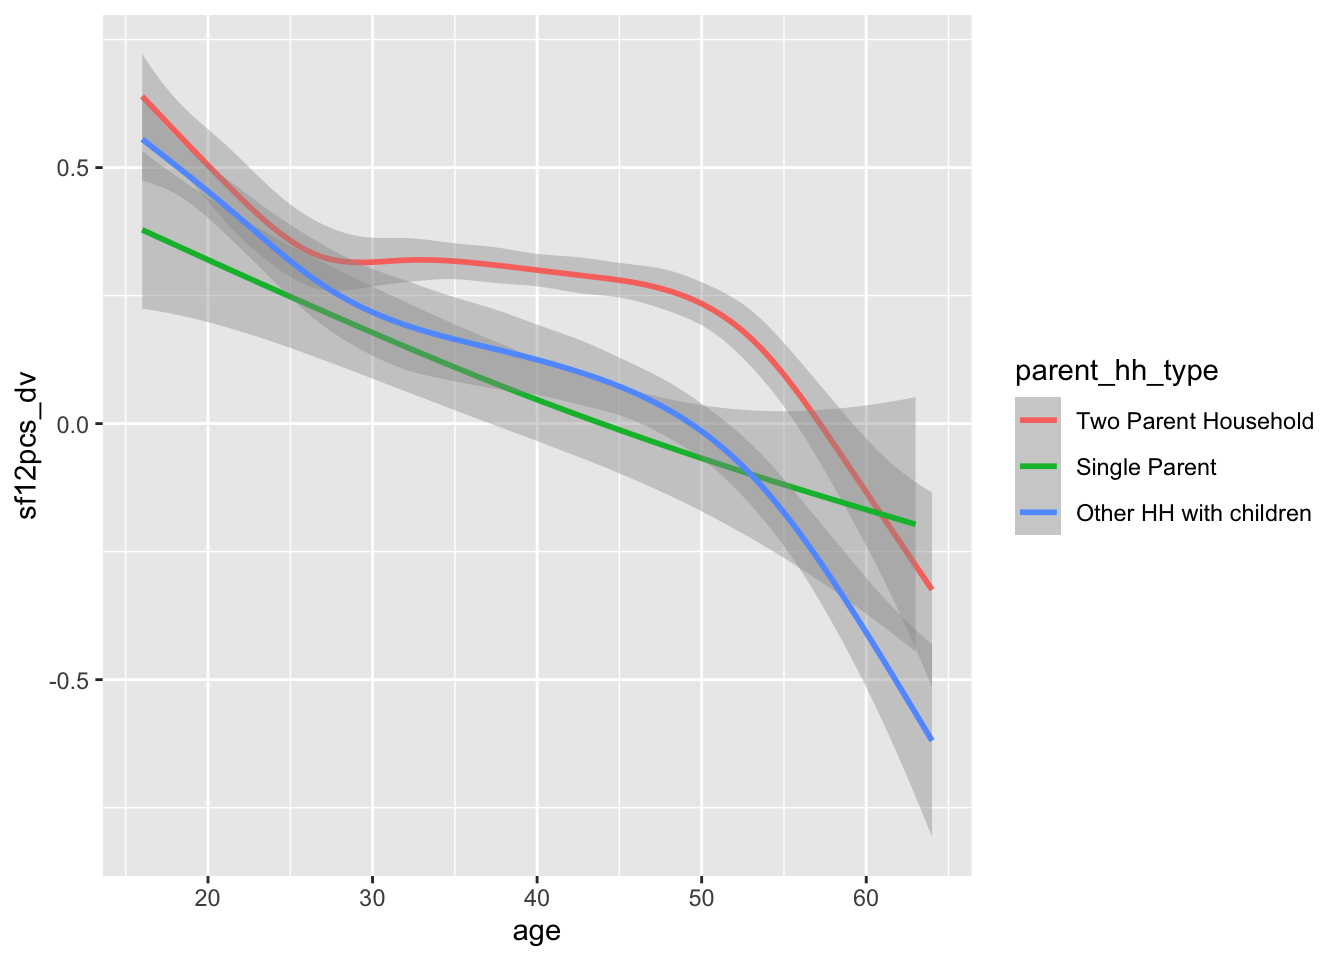 sf12pcs_dv
0.5
0.0
-0.5
20 30 40 50 60
age
parent_hh_type
Two Parent Household
Single Parent
Other HH with children